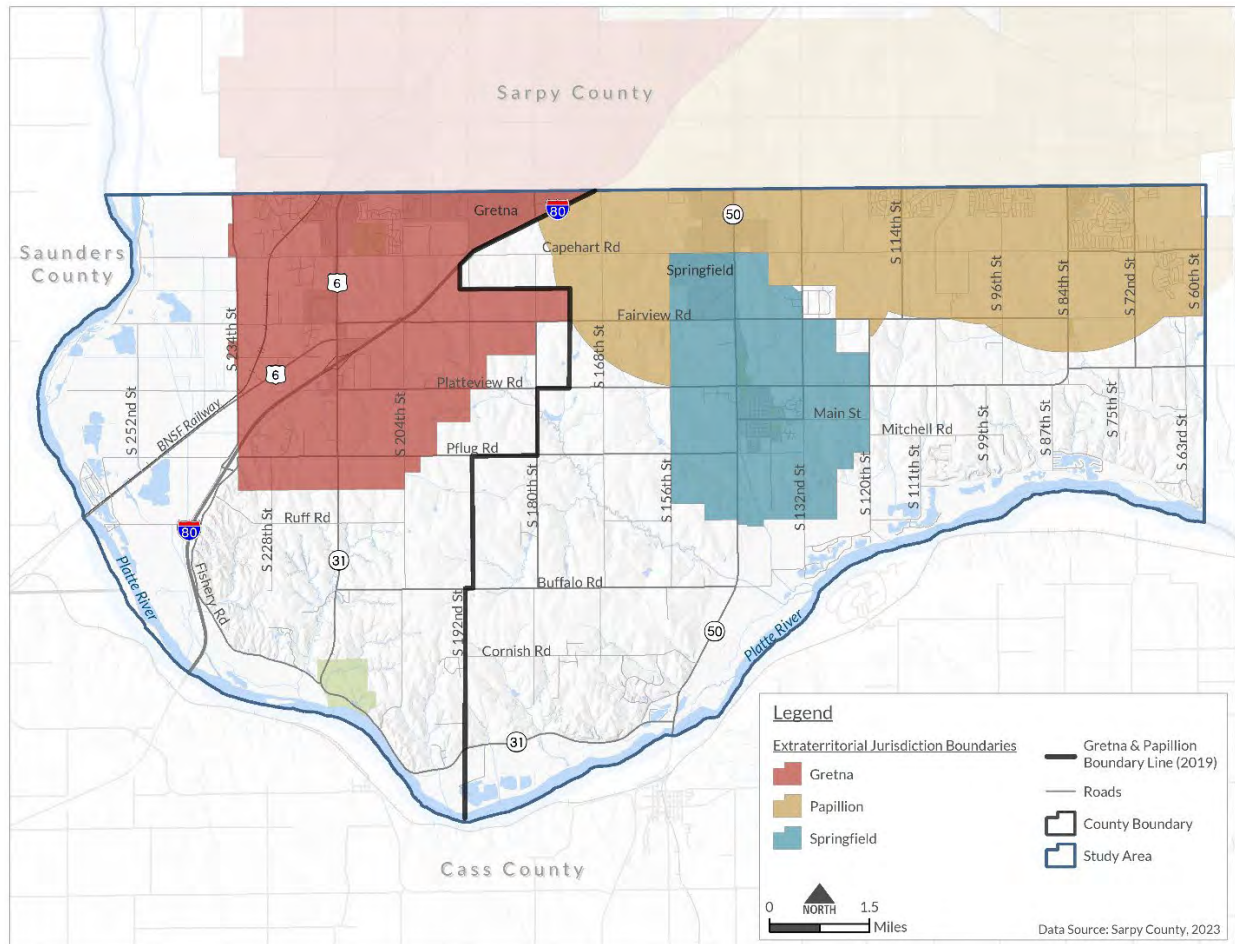 Sarpy County
Saunders
County
Gretna
80
50
Capehart Rd
Springfield
S 114th St
S 96th St
S 84th St
S 72nd St
S 60th St
6
S 234th St
Fairview Rd
S 168th St
6
S 252nd St
BNSF Railway
S 204th St
Platteview Rd
Main St
Mitchell Rd
S 99th St
S 87th St
S 75th St
S 63rd St
Pflug Rd
S 180th St
S 156th St
S 132nd St
S 120th St
S 111th St
80
Ruff Rd
S 228th St
31
Platte River
Fishery Rd
Buffalo Rd
S 192nd St
50
Platte River
Cornish Rd
31
Cass County
Legend
Extraterritorial Jurisdiction Boundaries
Gretna
Papillion
Springfield
Gretna & Papillion
Boundary Line (2019)
Roads
County Boundary
Study Area
0 NORTH 1.5
Miles
Data Source: Sarpy County, 2023